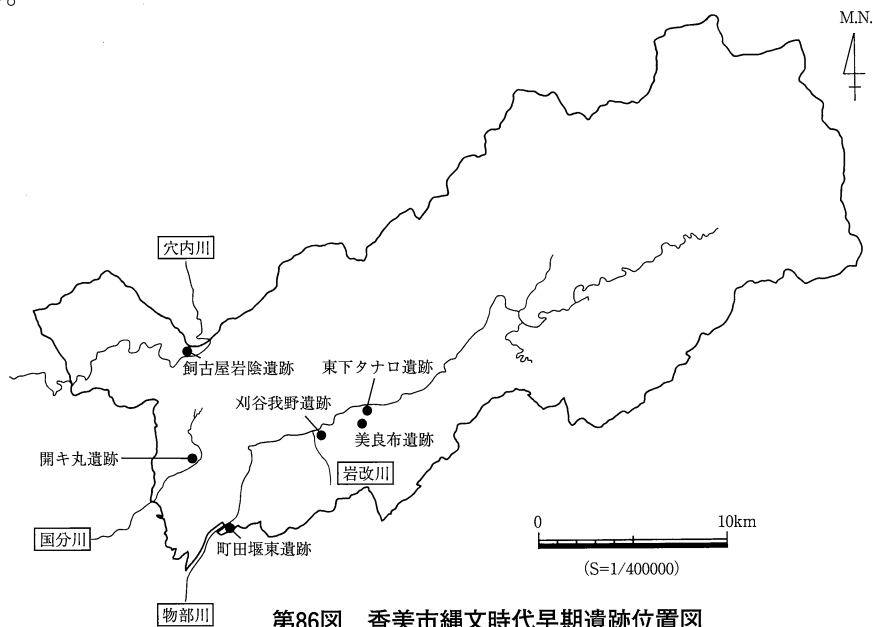 M.N.
穴内川
飼古屋岩陰遺跡
東下タナロ遺跡
刈谷我野遺跡
美良布遺跡
開キ丸遺跡
岩改川
国分川
町田堰東遺跡
物部川
0 10km
(S=1/400000)
第86図 香美市縄文時代早期遺跡位置図